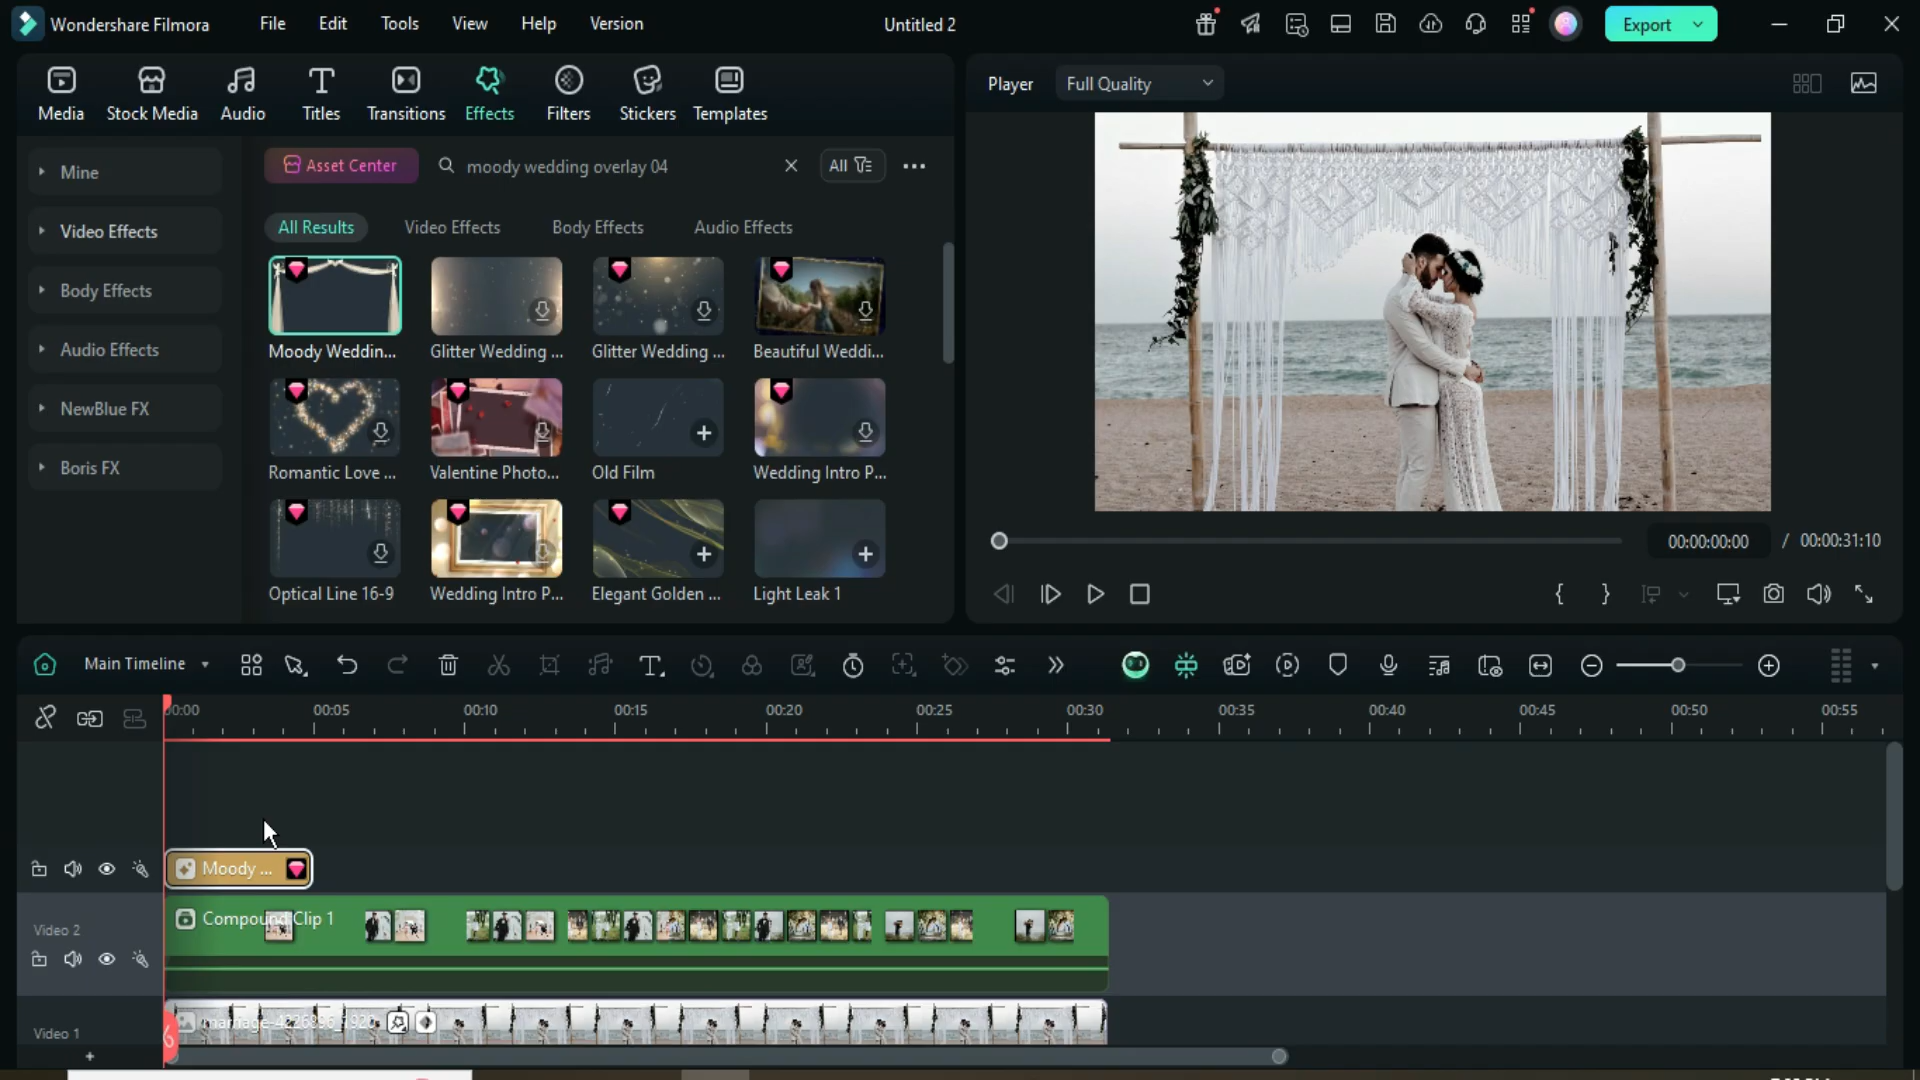 Wondershare Filmora
File
Edit
Tools
View
Help
Version
Untitled 2
Export
Media
Stock Media
Audio
Titles
Transitions
Effects
Filters
Stickers
Templates
Player
Full Quality
Mine
Video Effects
Body Effects
Audio Effects
NewBlue FX
Boris FX
Asset Center
moody wedding overlay 04
All
All Results
Video Effects
Body Effects
Audio Effects
Moody Weddin...
Glitter Wedding ...
Glitter Wedding ...
Beautiful Weddi...
Romantic Love ...
Valentine Photo...
Old Film
Wedding Intro P...
Optical Line 16-9
Wedding Intro P...
Elegant Golden ...
Light Leak 1
00:00:00:00
/ 00:00:31:10
Main Timeline
00:00
00:05
00:10
00:15
00:20
00:25
00:30
00:35
00:40
00:45
00:50
00:55
Moody ...
Video 2
Compound Clip 1
Video 1
marriage-4226896_1920